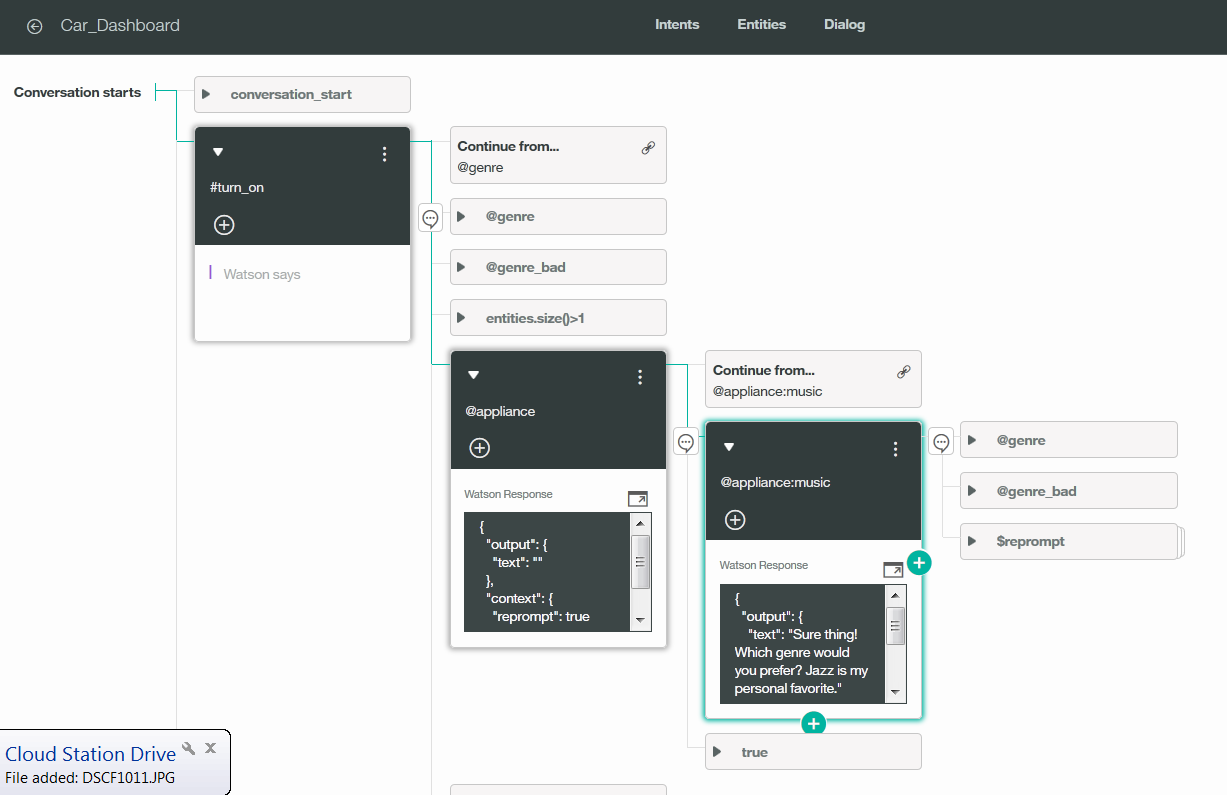 Car_Dashboard
Intents
Entities
Dialog
Conversation starts
conversation_start
#turn_on
Watson says
Continue from...
@genre
@genre
@genre_bad
entities.size()>1
@appliance
Watson Response
{
"output": {
"text": ""
},
"context": {
"reprompt": true
Continue from...
@appliance:music
@appliance:music
Watson Response
{
"output": {
"text": "Sure thing!
Which genre would
you prefer? Jazz is my
personal favorite."
@genre
@genre_bad
$reprompt
true
Cloud Station Drive
File added: DSCF1011.JPG